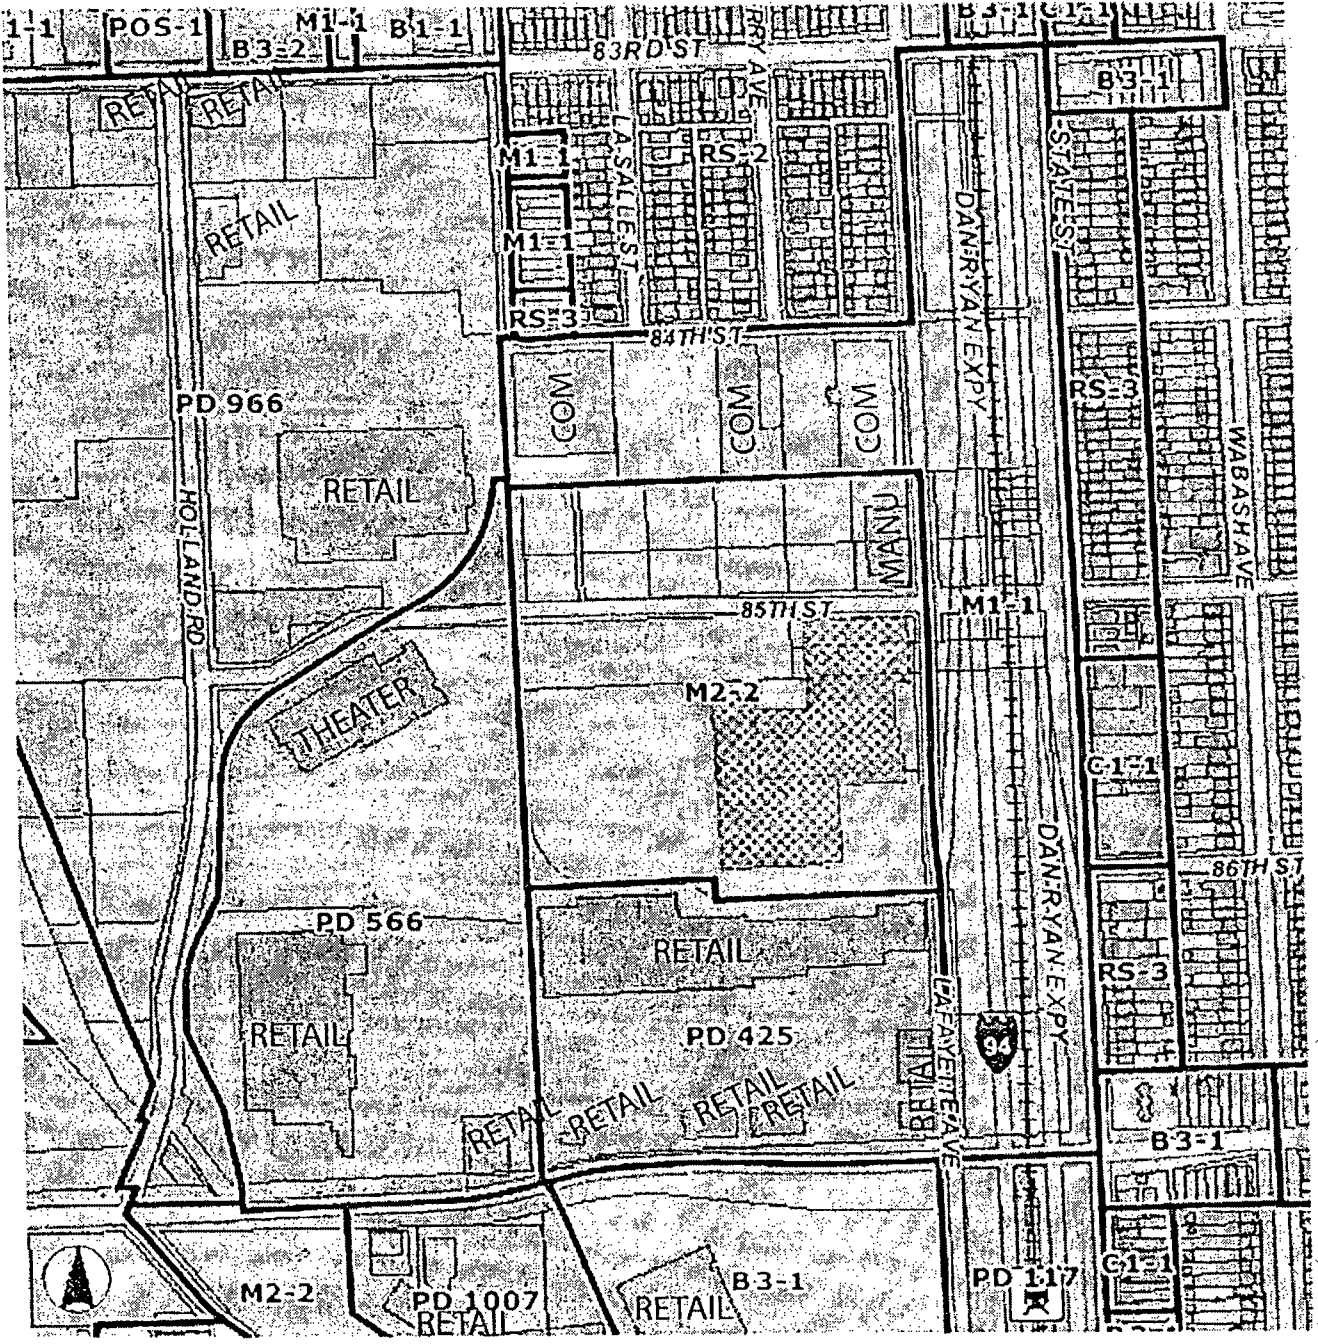 1-1
POS-1
B3-2
M1-1
B1-1
B3-1
C1-1
83RD ST
RRY AVE
RETAIL
RETAIL
B3-1
M1-1
LA SALLE ST
RS-2
STATE ST
RETAIL
M1-1
DAN RYAN EXPY
RS-3
84TH ST
PD 966
COM
COM
COM
RS-3
WABASH AVE
RETAIL
HOLLAND RD
MANU
85TH ST
M1-1
THEATER
M2-2
C1-1
DAN RYAN EXPY
86TH ST
PD 566
RETAIL
RS-3
RETAIL
PD 425
LAFAYETTE AVE
94
RETAIL
RETAIL
RETAIL
RETAIL
RETAIL
B3-1
M2-2
PD 1007
RETAIL
RETAIL
B3-1
PD 117
C1-1